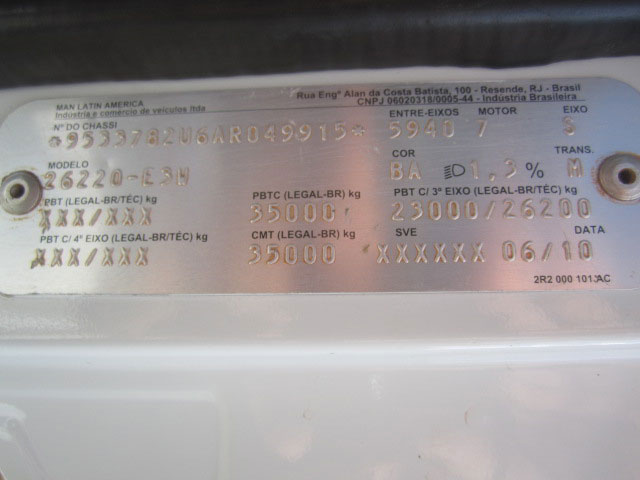 MAN LATIN AMERICA
Indústria e comércio de veículos ltda
Rua Engº Alan da Costa Batista, 100 - Resende, RJ - Brasil
CNPJ 06020318/0005-44 - Indústria Brasileira
Nº DO CHASSI ENTRE-EIXOS MOTOR EIXO
*9533782U6AR049915* 5940 7 S
MODELO COR TRANS.
26220-E3W BA 1,3% M
PBT (LEGAL-BR/TÉC) kg PBTC (LEGAL-BR) kg PBT C/ 3º EIXO (LEGAL-BR/TÉC) kg
XXX/XXX 35000 23000/26200
PBT C/ 4º EIXO (LEGAL-BR/TÉC) kg CMT (LEGAL-BR) kg SVE DATA
XXX/XXX 35000 XXXXXX 06/10
2R2 000 101